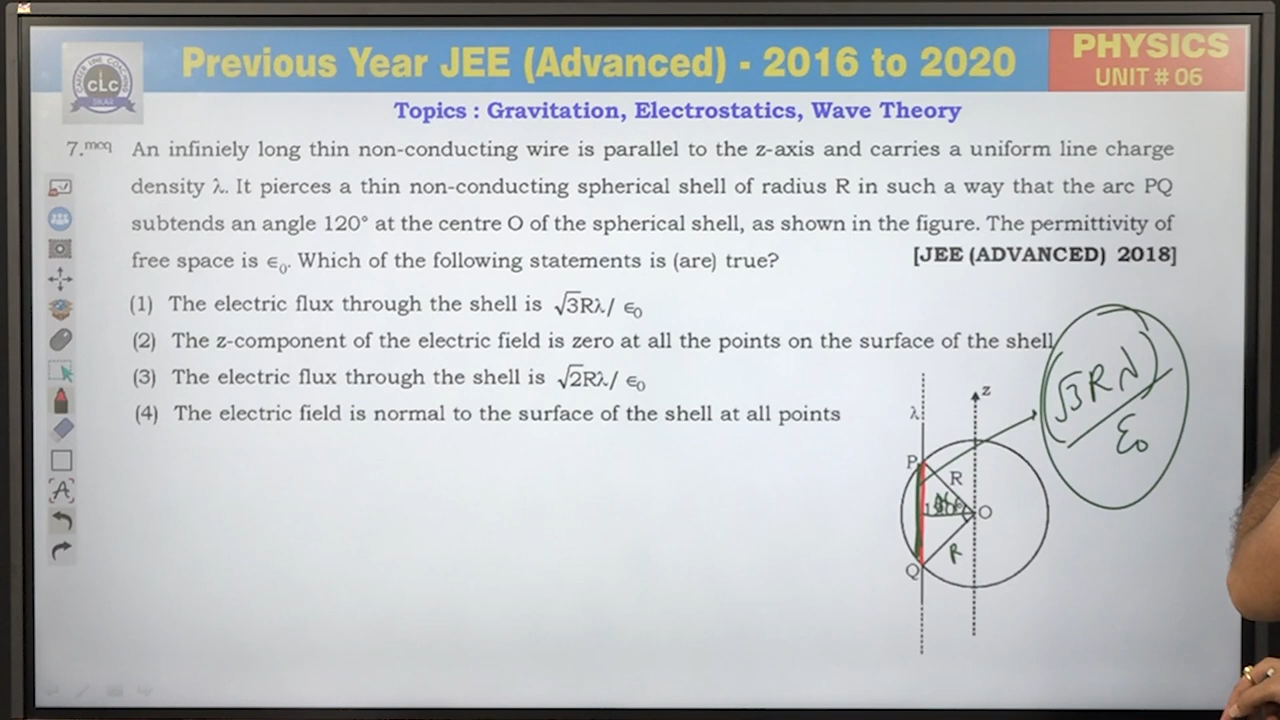 Previous Year JEE (Advanced) - 2016 to 2020
PHYSICS
UNIT # 06
CLC
SIKAR
Topics : Gravitation, Electrostatics, Wave Theory
7.mcq An infiniely long thin non-conducting wire is parallel to the z-axis and carries a uniform line charge
density λ. It pierces a thin non-conducting spherical shell of radius R in such a way that the arc PQ
subtends an angle 120° at the centre O of the spherical shell, as shown in the figure. The permittivity of
free space is ϵ₀. Which of the following statements is (are) true?
[JEE (ADVANCED) 2018]
(1) The electric flux through the shell is √3Rλ/ ϵ₀
(2) The z-component of the electric field is zero at all the points on the surface of the shell
(3) The electric flux through the shell is √2Rλ/ ϵ₀
(4) The electric field is normal to the surface of the shell at all points
(√3 R λ)
ε₀
z
λ
P
R
O
R
Q